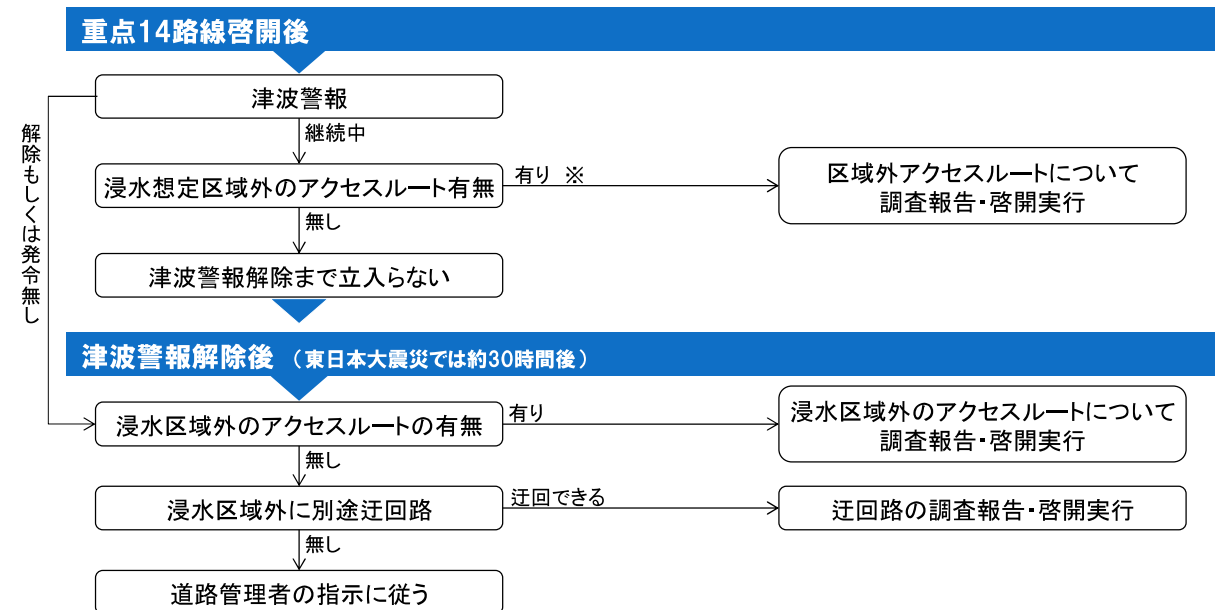 重点14路線啓開後
津波警報
継続中
解除もしくは発令無し
浸水想定区域外のアクセスルート有無
有り ※
区域外アクセスルートについて
調査報告・啓開実行
無し
津波警報解除まで立入らない
津波警報解除後 （東日本大震災では約30時間後）
浸水区域外のアクセスルートの有無
有り
浸水区域外のアクセスルートについて
調査報告・啓開実行
無し
浸水区域外に別途迂回路
迂回できる
迂回路の調査報告・啓開実行
無し
道路管理者の指示に従う